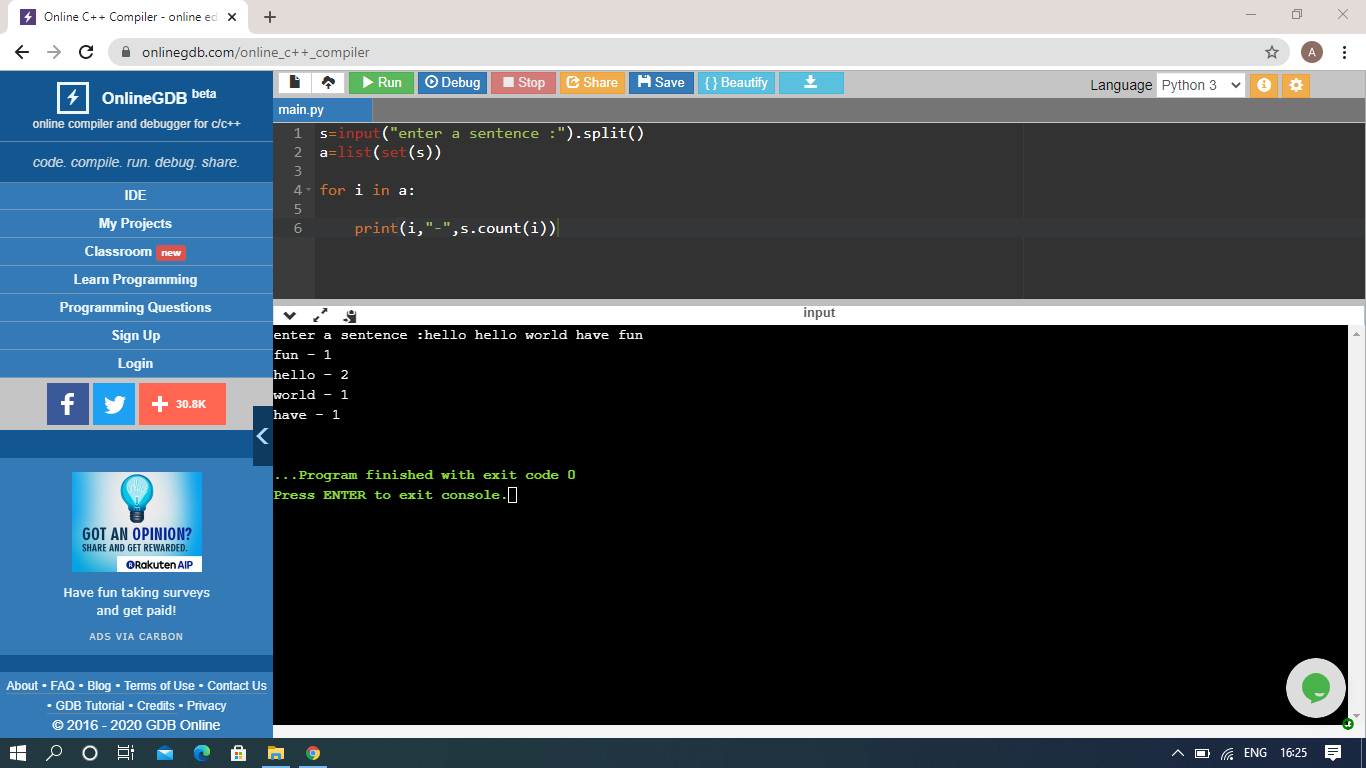 Online C++ Compiler - online ed
onlinegdb.com/online_c++_compiler
A
OnlineGDB beta
online compiler and debugger for c/c++
code. compile. run. debug. share.
IDE
My Projects
Classroom new
Learn Programming
Programming Questions
Sign Up
Login
30.8K
GOT AN OPINION?
SHARE AND GET REWARDED.
Rakuten AIP
Have fun taking surveys
and get paid!
ADS VIA CARBON
About • FAQ • Blog • Terms of Use • Contact Us
• GDB Tutorial • Credits • Privacy
© 2016 - 2020 GDB Online
Run Debug Stop Share Save { } Beautify
Language Python 3
main.py
1 s=input("enter a sentence :").split()
2 a=list(set(s))
3
4 for i in a:
5
6 print(i,"-",s.count(i))
input
enter a sentence :hello hello world have fun
fun - 1
hello - 2
world - 1
have - 1
...Program finished with exit code 0
Press ENTER to exit console.
ENG 16:25